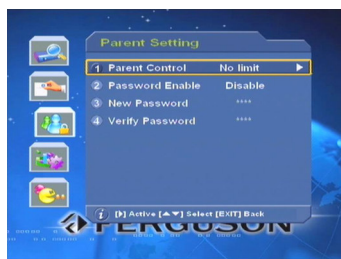 Parent Setting
1 Parent Control No limit
2 Password Enable Disable
3 New Password ****
4 Verify Password ****
i [▶] Active [▲▼] Select [EXIT] Back
FERGUSON